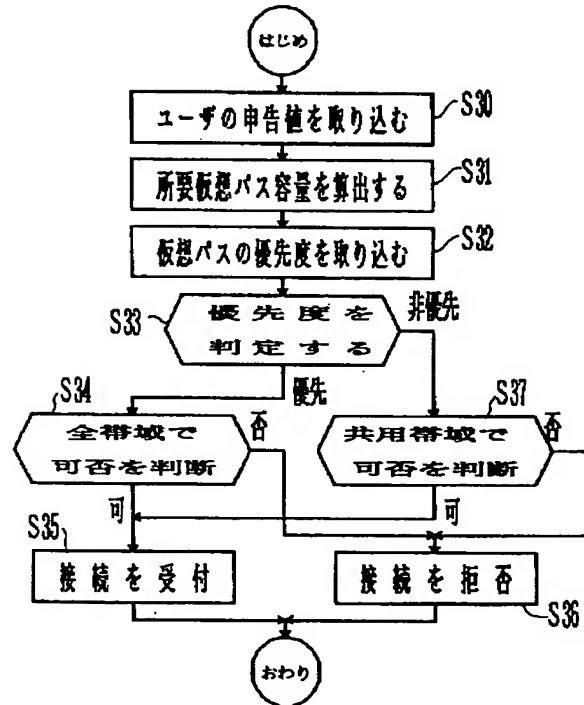 はじめ
S30
ユーザの申告値を取り込む
S31
所要仮想パス容量を算出する
S32
仮想パスの優先度を取り込む
S33
優先度を
判定する
非優先
優先
S34
全帯域で
可否を判断
否
S37
共用帯域で
可否を判断
否
可
可
S35
接続を受付
接続を拒否
S36
おわり